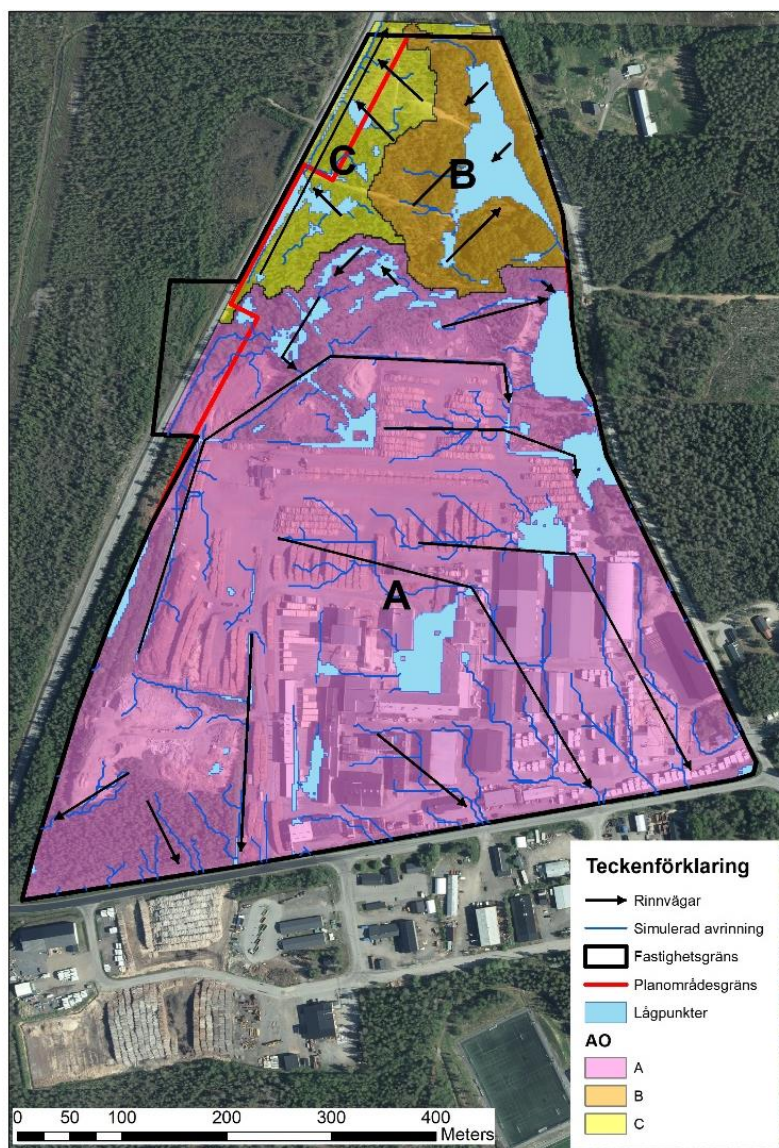 C
B
A
Teckenförklaring
Rinnvägar
Simulerad avrinning
Fastighetsgräns
Planområdesgräns
Lågpunkter
AO
A
B
C
0 50 100 200 300 400
Meters